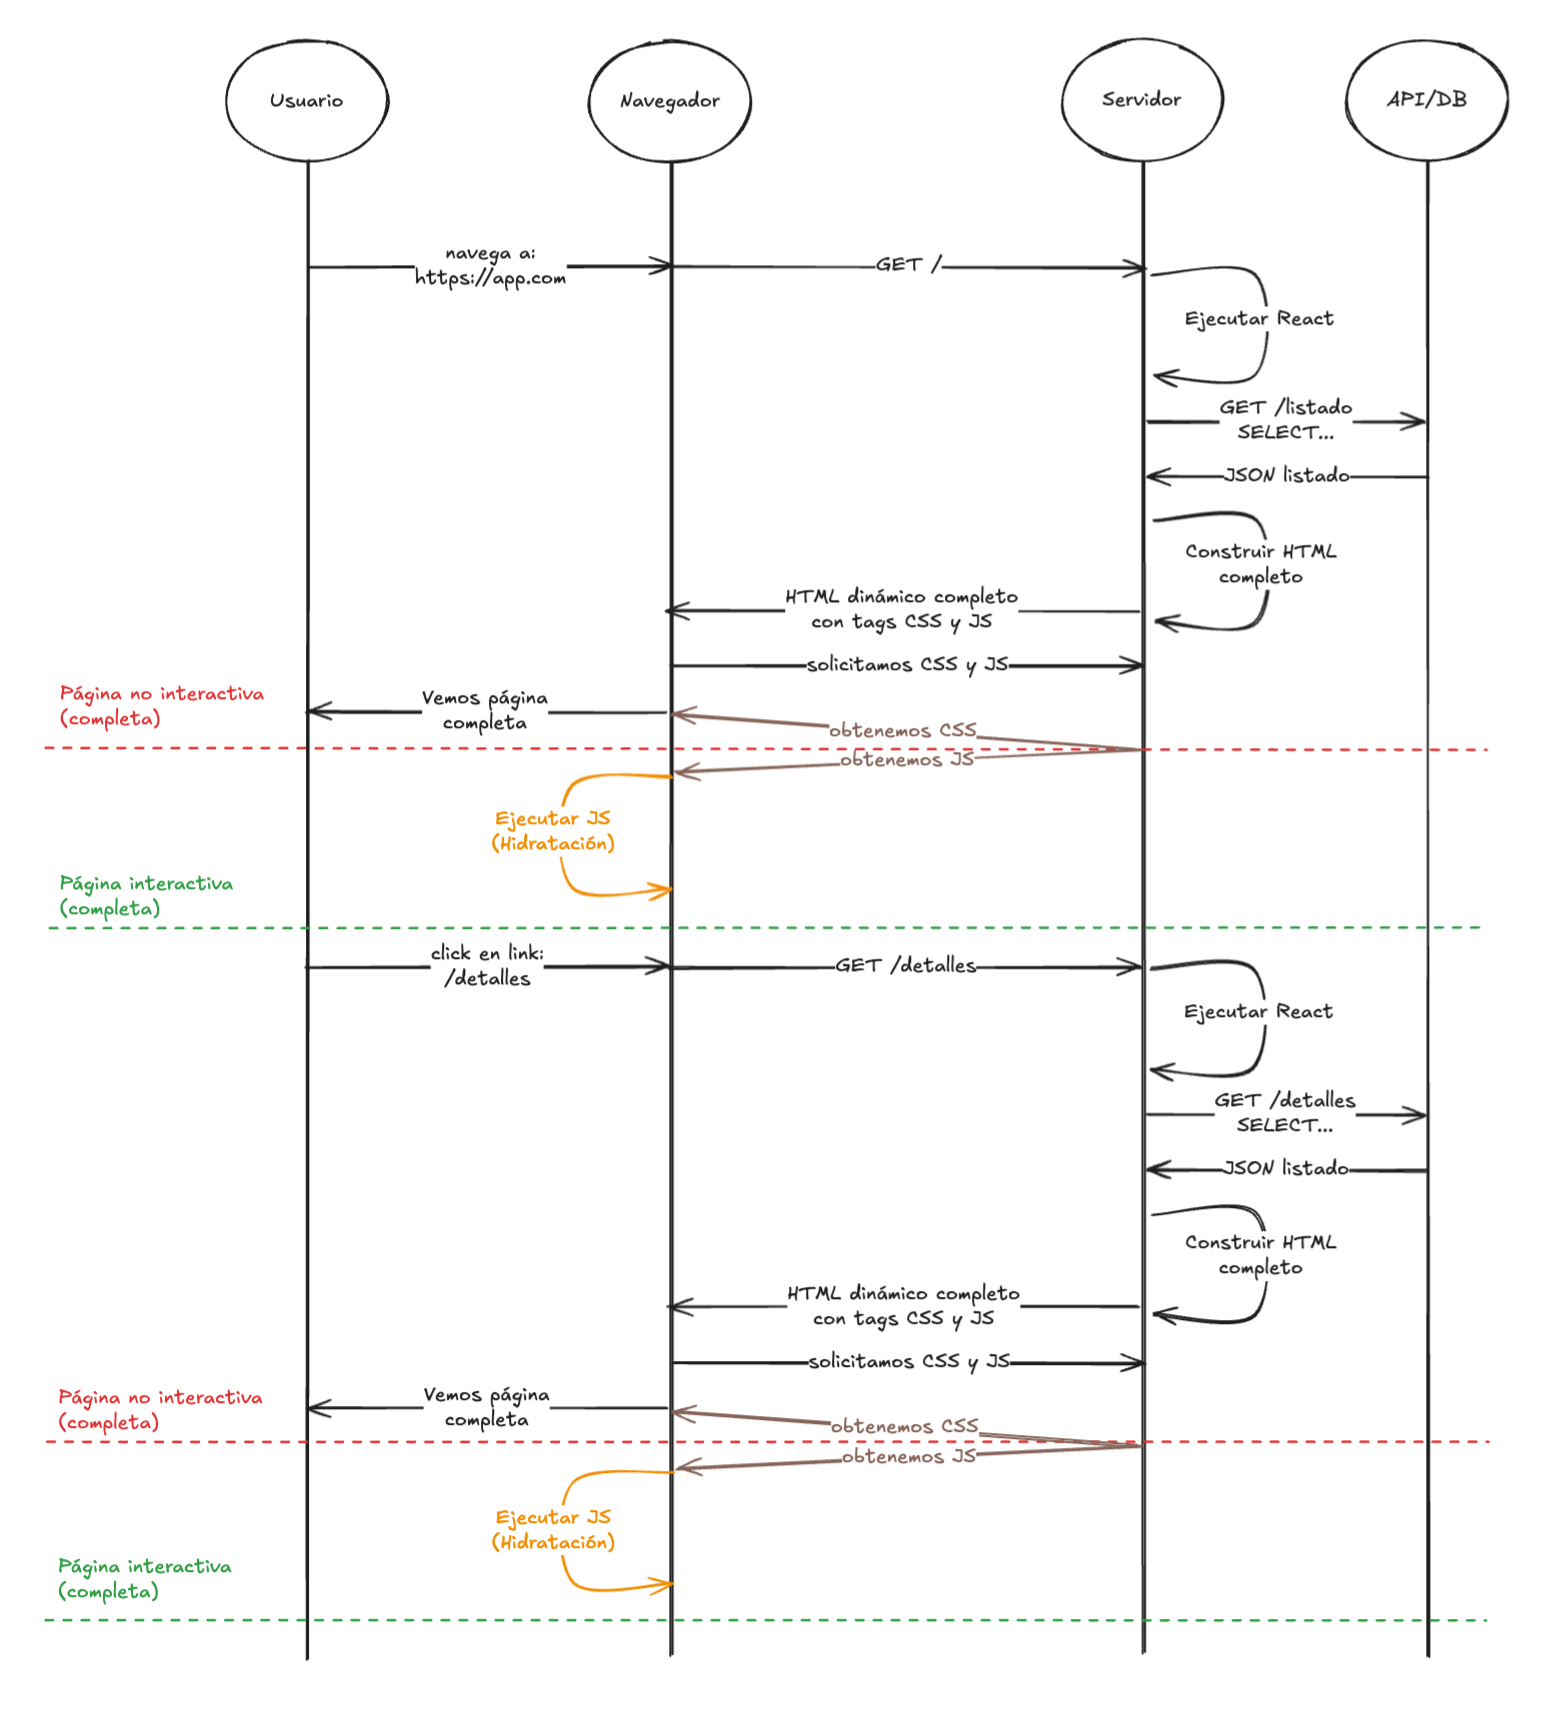 Usuario
Navegador
Servidor
API/DB
navega a:
https://app.com
GET /
Ejecutar React
GET /listado
SELECT...
JSON listado
Construir HTML
completo
HTML dinámico completo
con tags CSS y JS
solicitamos CSS y JS
Página no interactiva
(completa)
Vemos página
completa
obtenemos CSS
obtenemos JS
Ejecutar JS
(Hidratación)
Página interactiva
(completa)
click en link:
/detalles
GET /detalles
Ejecutar React
GET /detalles
SELECT...
JSON listado
Construir HTML
completo
HTML dinámico completo
con tags CSS y JS
solicitamos CSS y JS
Página no interactiva
(completa)
Vemos página
completa
obtenemos CSS
obtenemos JS
Ejecutar JS
(Hidratación)
Página interactiva
(completa)